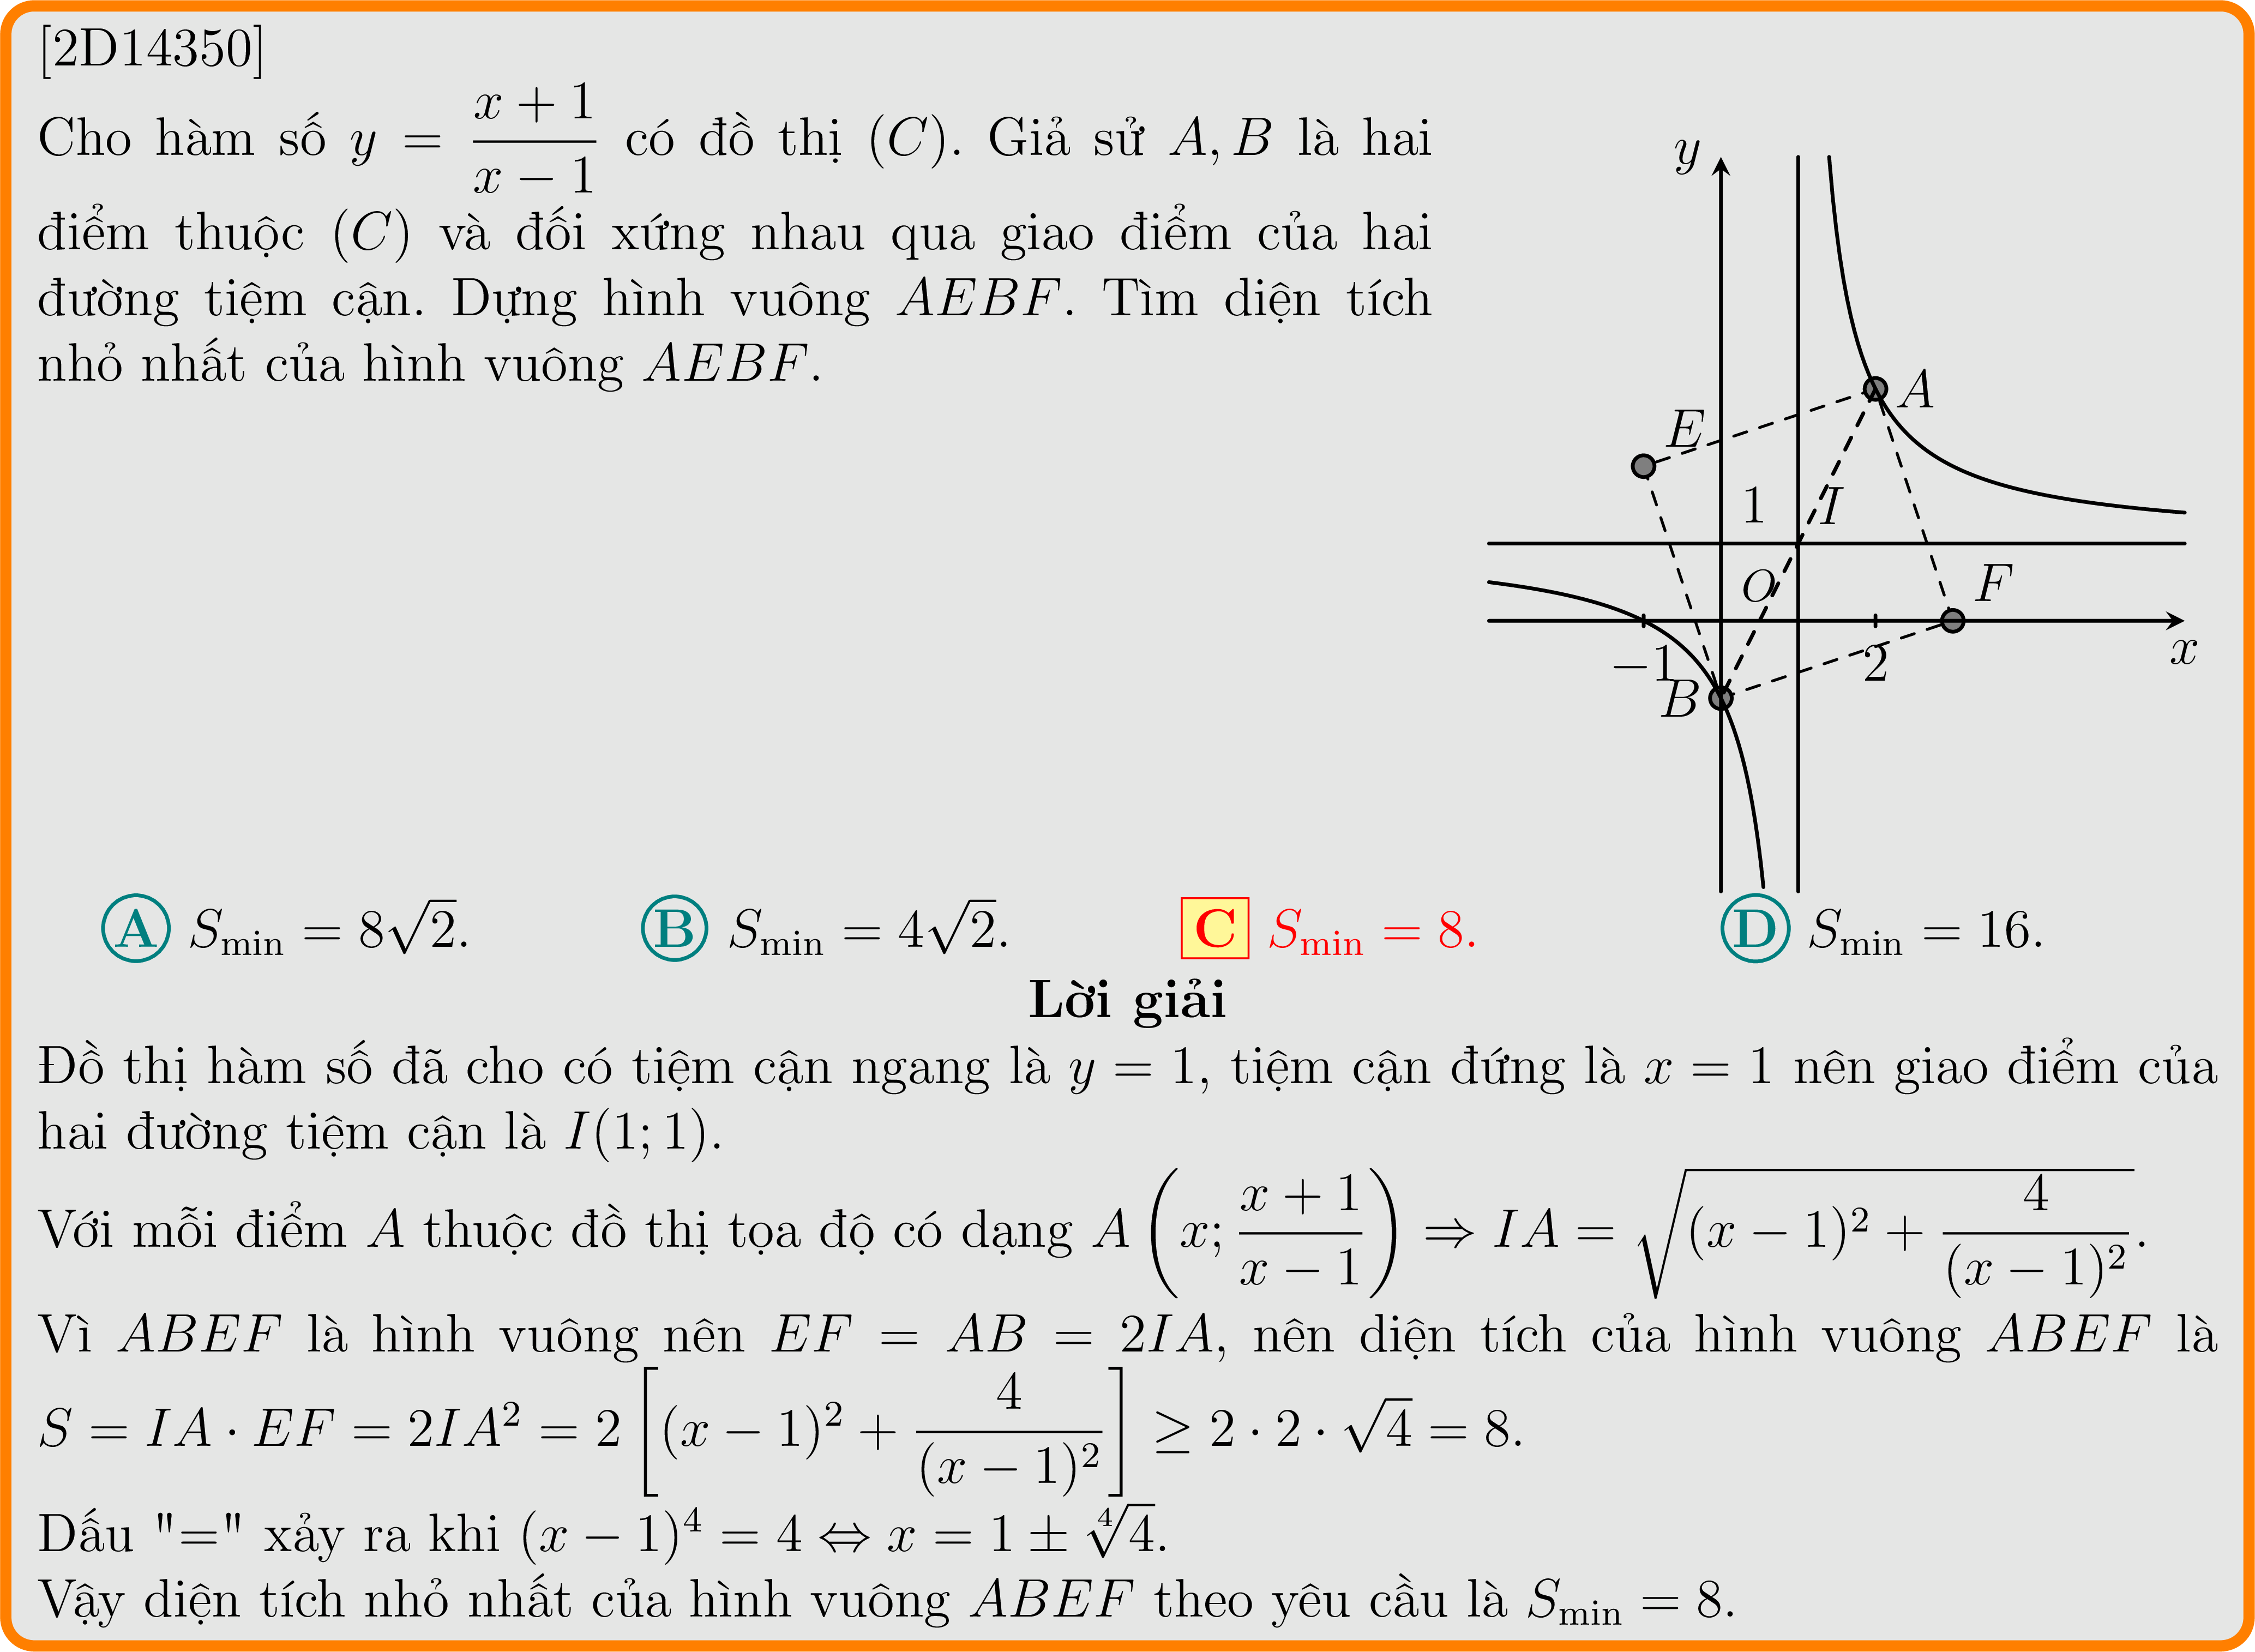 [2D14350]
Cho hàm số $y = \dfrac{x+1}{x-1}$ có đồ thị $(C)$. Giả sử $A, B$ là hai
điểm thuộc $(C)$ và đối xứng nhau qua giao điểm của hai
đường tiệm cận. Dựng hình vuông $AEBF$. Tìm diện tích
nhỏ nhất của hình vuông $AEBF$.
y
A
E
1
I
O
F
−1
2
x
B
A $S_{\min} = 8\sqrt{2}$.
B $S_{\min} = 4\sqrt{2}$.
C $S_{\min} = 8$.
D $S_{\min} = 16$.
Lời giải
Đồ thị hàm số đã cho có tiệm cận ngang là $y = 1$, tiệm cận đứng là $x = 1$ nên giao điểm của
hai đường tiệm cận là $I(1; 1)$.
Với mỗi điểm $A$ thuộc đồ thị tọa độ có dạng $A\left(x; \dfrac{x+1}{x-1}\right) \Rightarrow IA = \sqrt{(x-1)^2 + \dfrac{4}{(x-1)^2}}$.
Vì $ABEF$ là hình vuông nên $EF = AB = 2IA$, nên diện tích của hình vuông $ABEF$ là
$S = IA \cdot EF = 2IA^2 = 2\left[(x-1)^2 + \dfrac{4}{(x-1)^2}\right] \geq 2 \cdot 2 \cdot \sqrt{4} = 8$.
Dấu "=" xảy ra khi $(x-1)^4 = 4 \Leftrightarrow x = 1 \pm \sqrt[4]{4}$.
Vậy diện tích nhỏ nhất của hình vuông $ABEF$ theo yêu cầu là $S_{\min} = 8$.